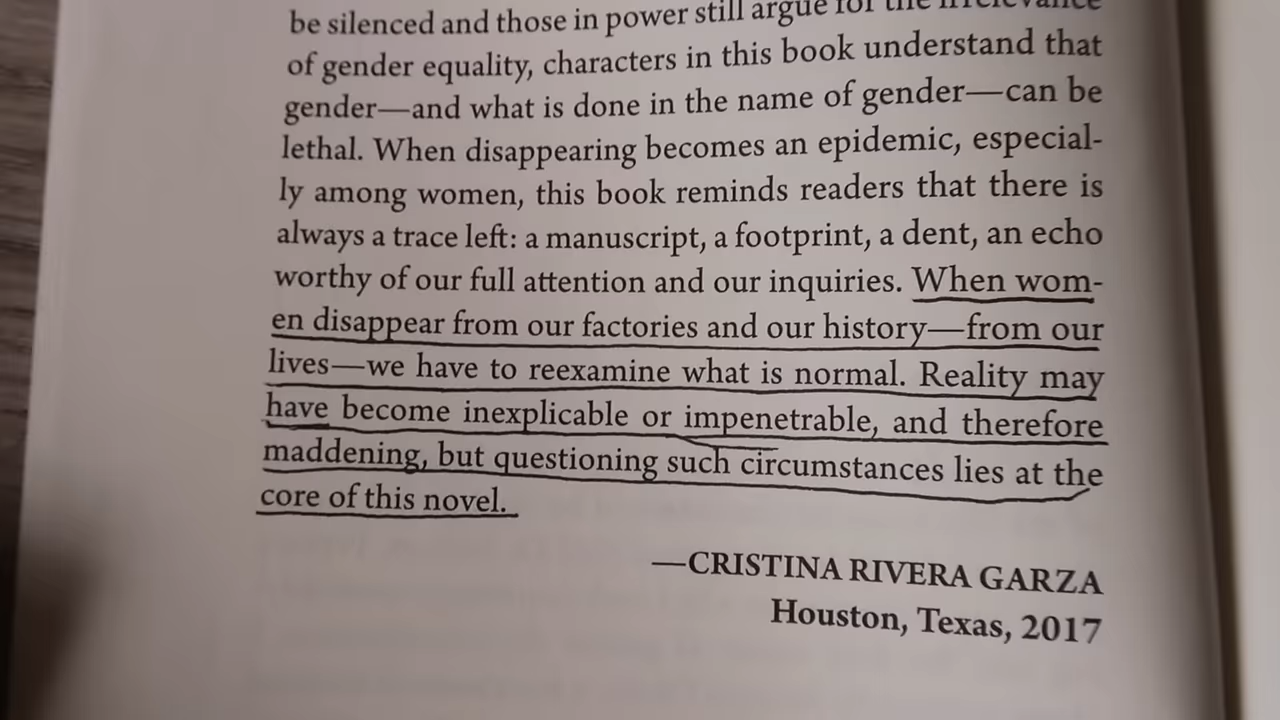 be silenced and those in power still argue for the irrelevance
of gender equality, characters in this book understand that
gender—and what is done in the name of gender—can be
lethal. When disappearing becomes an epidemic, especial-
ly among women, this book reminds readers that there is
always a trace left: a manuscript, a footprint, a dent, an echo
worthy of our full attention and our inquiries. When wom-
en disappear from our factories and our history—from our
lives—we have to reexamine what is normal. Reality may
have become inexplicable or impenetrable, and therefore
maddening, but questioning such circumstances lies at the
core of this novel.
—CRISTINA RIVERA GARZA
Houston, Texas, 2017